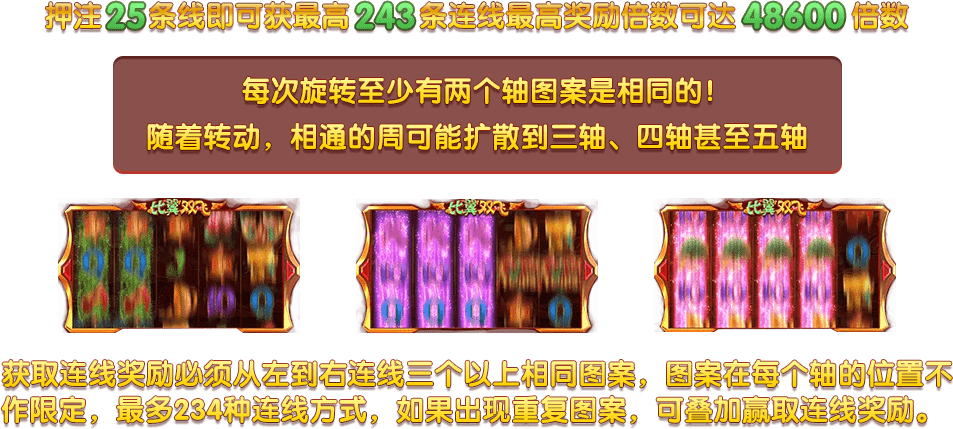 押注25条线即可获最高243条连线最高奖励倍数可达48600倍数
每次旋转至少有两个轴图案是相同的！
随着转动，相通的周可能扩散到三轴、四轴甚至五轴
比翼双飞
比翼双飞
比翼双飞
获取连线奖励必须从左到右连线三个以上相同图案，图案在每个轴的位置不
作限定，最多234种连线方式，如果出现重复图案，可叠加赢取连线奖励。